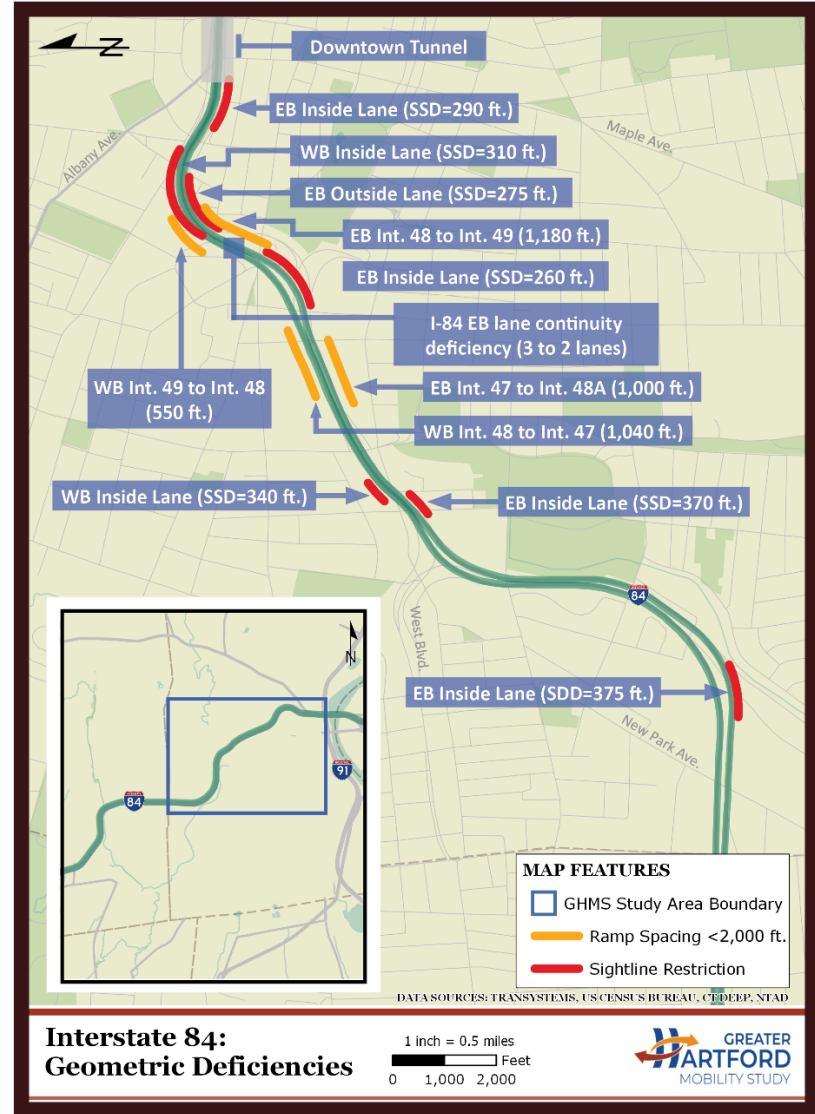 N
Downtown Tunnel
EB Inside Lane (SSD=290 ft.)
Maple Ave.
Albany Ave.
WB Inside Lane (SSD=310 ft.)
EB Outside Lane (SSD=275 ft.)
EB Int. 48 to Int. 49 (1,180 ft.)
EB Inside Lane (SSD=260 ft.)
I-84 EB lane continuity
deficiency (3 to 2 lanes)
WB Int. 49 to Int. 48
(550 ft.)
EB Int. 47 to Int. 48A (1,000 ft.)
WB Int. 48 to Int. 47 (1,040 ft.)
WB Inside Lane (SSD=340 ft.)
EB Inside Lane (SSD=370 ft.)
84
West Blvd.
EB Inside Lane (SDD=375 ft.)
New Park Ave.
N
91
84
MAP FEATURES
GHMS Study Area Boundary
Ramp Spacing <2,000 ft.
Sightline Restriction
DATA SOURCES: TRANSYSTEMS, US CENSUS BUREAU, CT DEEP, NTAD
Interstate 84:
Geometric Deficiencies
1 inch = 0.5 miles
Feet
0 1,000 2,000
GREATER
HARTFORD
MOBILITY STUDY